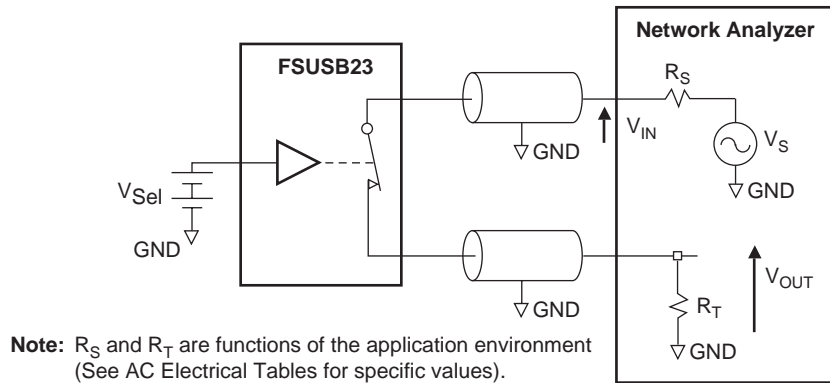 Network Analyzer
FSUSB23
RS
VIN
VS
GND
GND
VSel
GND
VOUT
RT
GND
GND
Note: RS and RT are functions of the application environment
(See AC Electrical Tables for specific values).